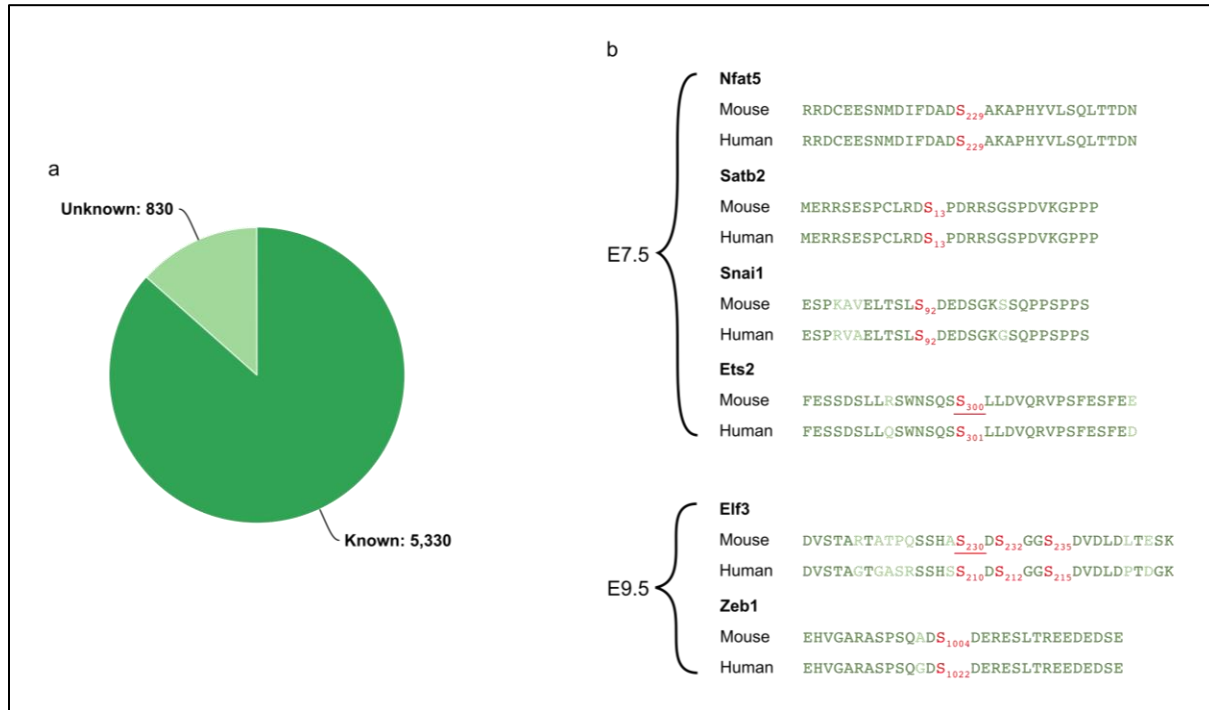 a
Unknown: 830
Known: 5,330
b
E7.5
Nfat5
Mouse RRDCEESNMDIFDADS229AKAPHYVLSQLTTDN
Human RRDCEESNMDIFDADS229AKAPHYVLSQLTTDN
Satb2
Mouse MERRSESPCLRDS13PDRRSGSPDVKGPPP
Human MERRSESPCLRDS13PDRRSGSPDVKGPPP
Snai1
Mouse ESPKAVELTSLS92DEDSGKSSQPPSPPS
Human ESPRVAELTSLS92DEDSGKGSQPPSPPS
Ets2
Mouse FESSDSLLRSWNSQSS300LLDVQRVPSFESFEE
Human FESSDSLLQSWNSQSS301LLDVQRVPSFESFED
E9.5
Elf3
Mouse DVSTARTATPQSSHAS230DS232GGS235DVDLDLTESK
Human DVSTAGTGASRSSHSS210DS212GGS215DVDLDPTDGK
Zeb1
Mouse EHVGARASPSQADS1004DERESLTREEDEDSE
Human EHVGARASPSQGDS1022DERESLTREEDEDSE